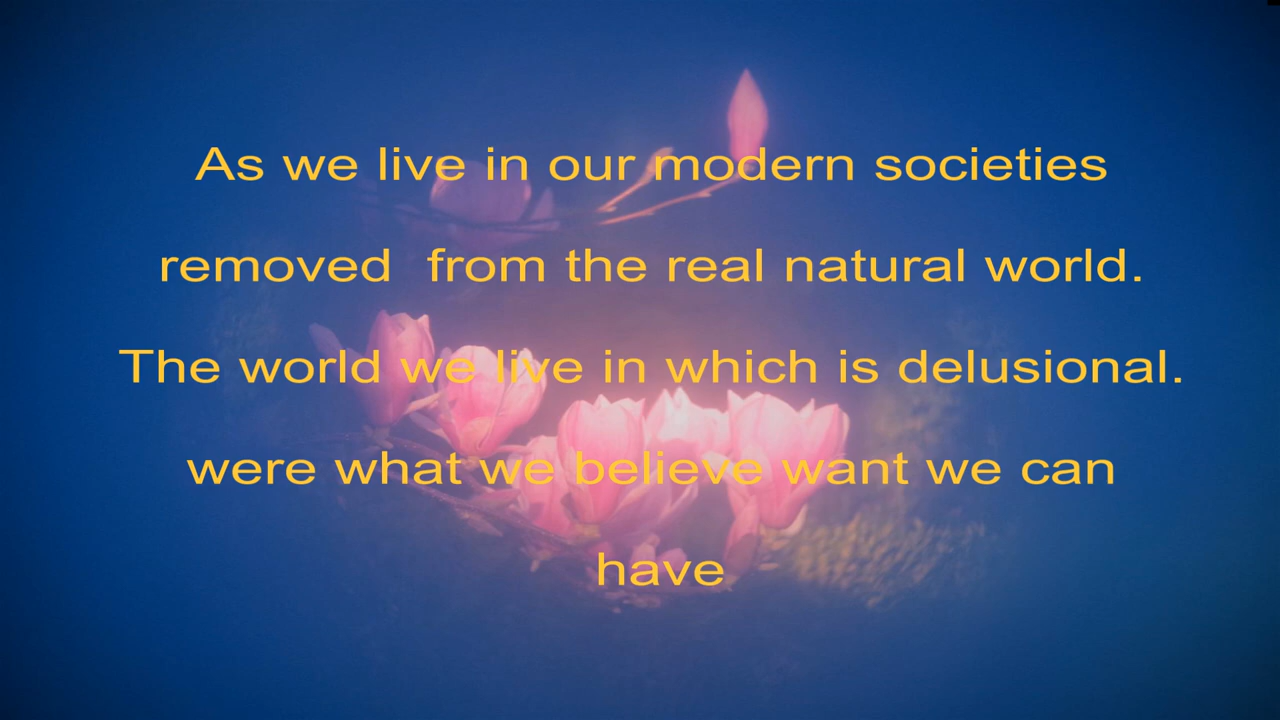 As we live in our modern societies
removed  from the real natural world.
The world we live in which is delusional.
were what we believe want we can
have